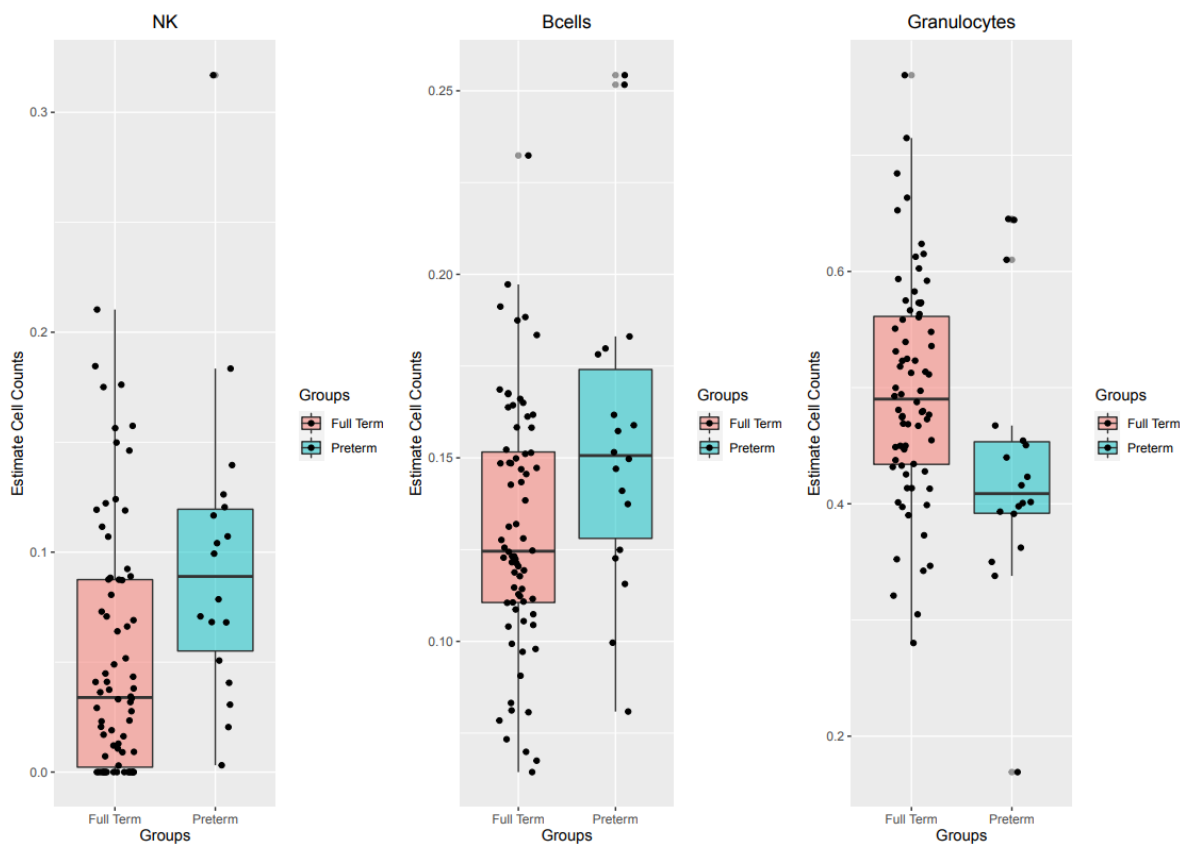 NK
Estimate Cell Counts
0.3
0.2
0.1
0.0
Full Term
Preterm
Groups
Groups
Full Term
Preterm
Bcells
Estimate Cell Counts
0.25
0.20
0.15
0.10
Full Term
Preterm
Groups
Groups
Full Term
Preterm
Granulocytes
Estimate Cell Counts
0.6
0.4
0.2
Full Term
Preterm
Groups
Groups
Full Term
Preterm